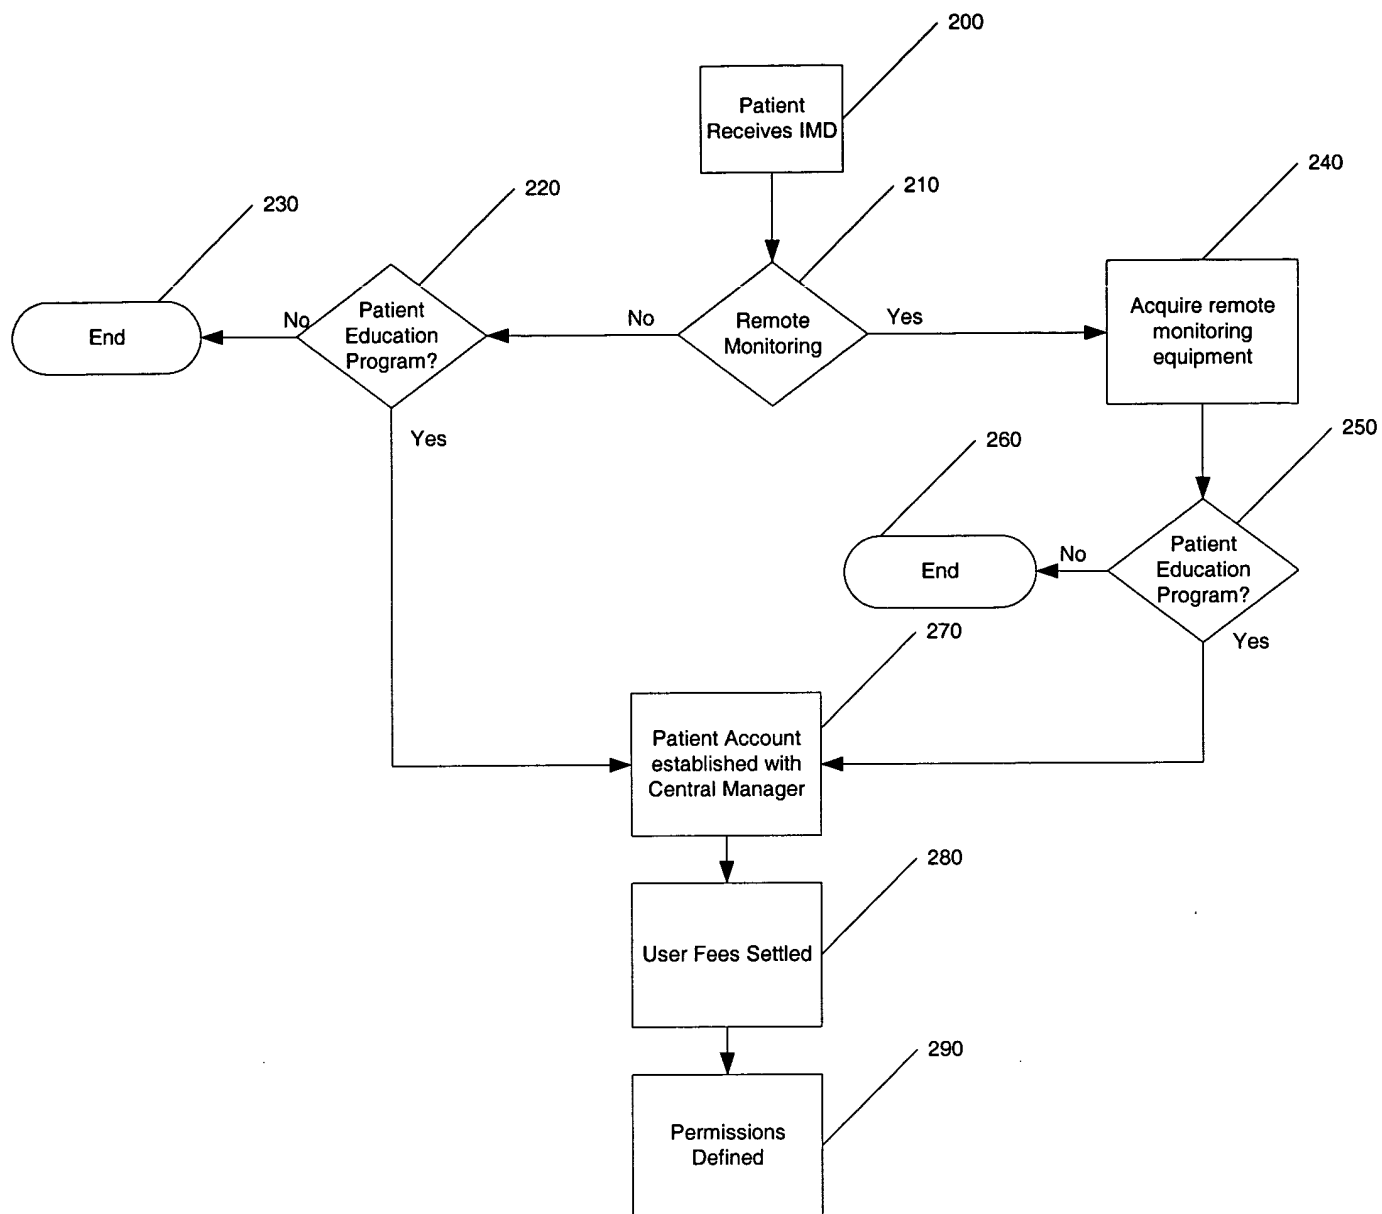 200
Patient
Receives IMD
240
210
220
230
Patient
Education
Program?
No
End
No
Remote
Monitoring
Yes
Acquire remote
monitoring
equipment
Yes
260
250
End
No
Patient
Education
Program?
Yes
270
Patient Account
established with
Central Manager
280
User Fees Settled
290
Permissions
Defined